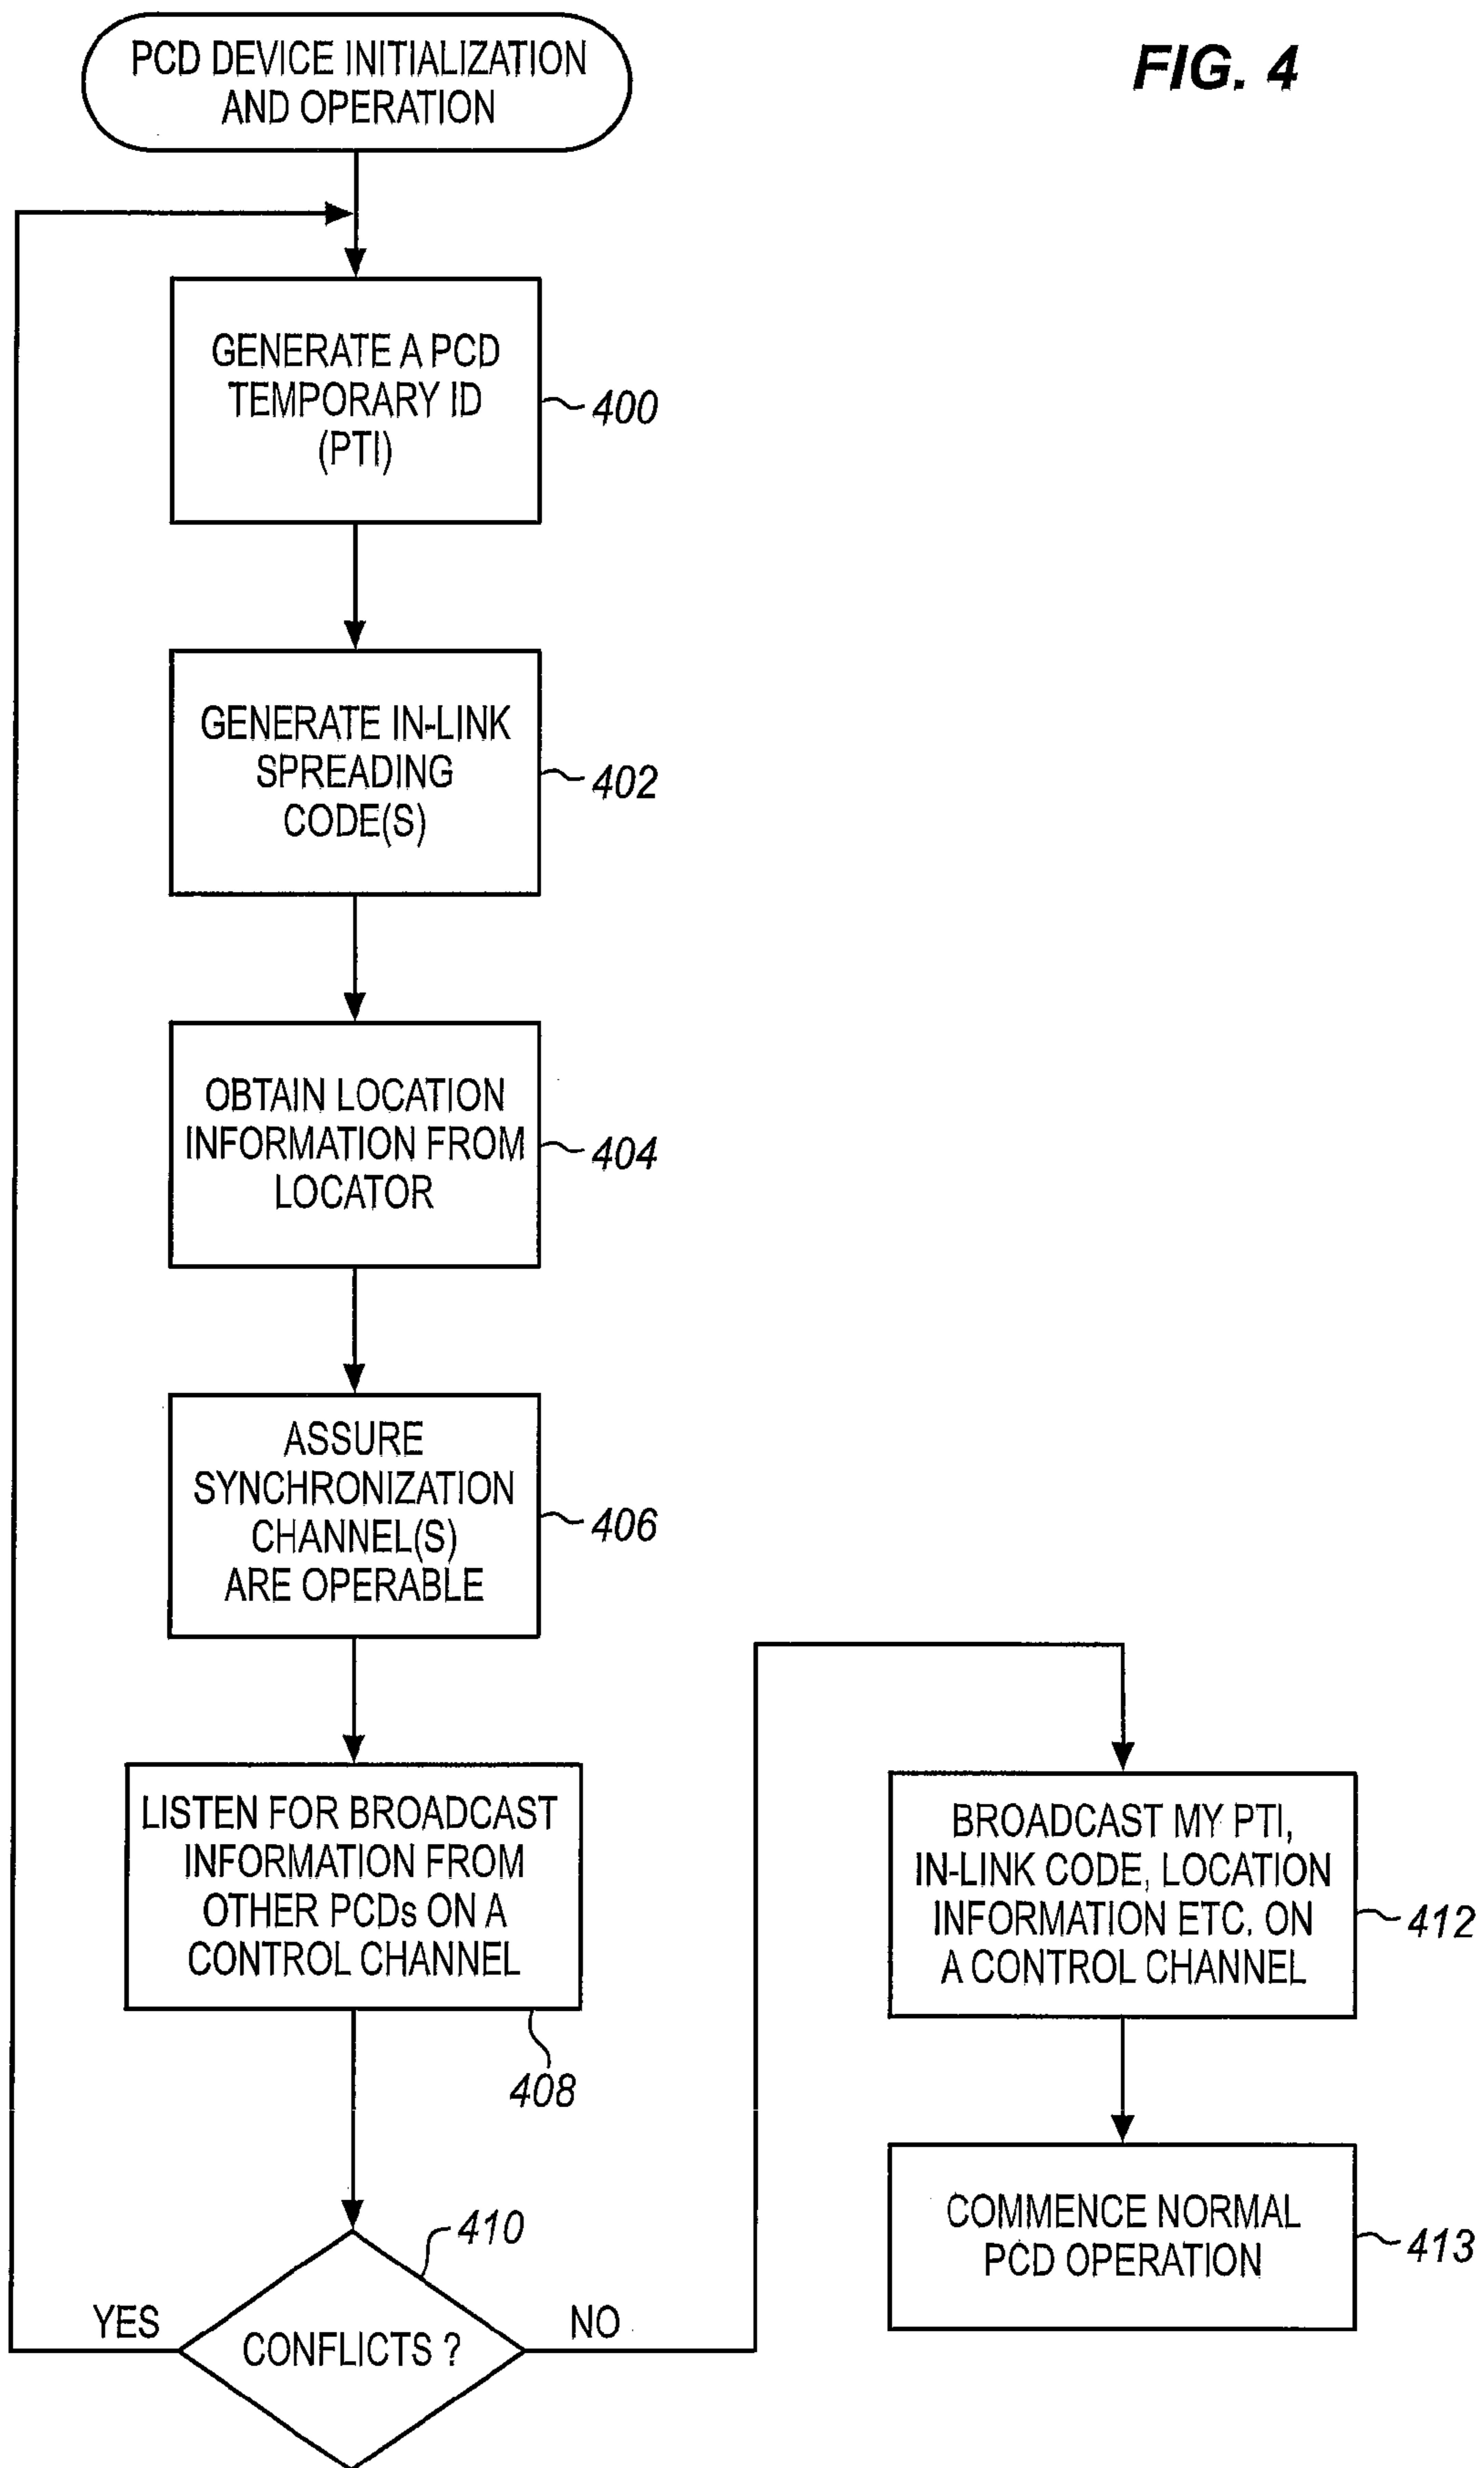 PCD DEVICE INITIALIZATION
AND OPERATION
FIG. 4
GENERATE A PCD
TEMPORARY ID
(PTI)
400
GENERATE IN-LINK
SPREADING
CODE(S)
402
OBTAIN LOCATION
INFORMATION FROM
LOCATOR
404
ASSURE
SYNCHRONIZATION
CHANNEL(S)
ARE OPERABLE
406
LISTEN FOR BROADCAST
INFORMATION FROM
OTHER PCDs ON A
CONTROL CHANNEL
408
410
YES
CONFLICTS ?
NO
BROADCAST MY PTI,
IN-LINK CODE, LOCATION
INFORMATION ETC. ON
A CONTROL CHANNEL
412
COMMENCE NORMAL
PCD OPERATION
413